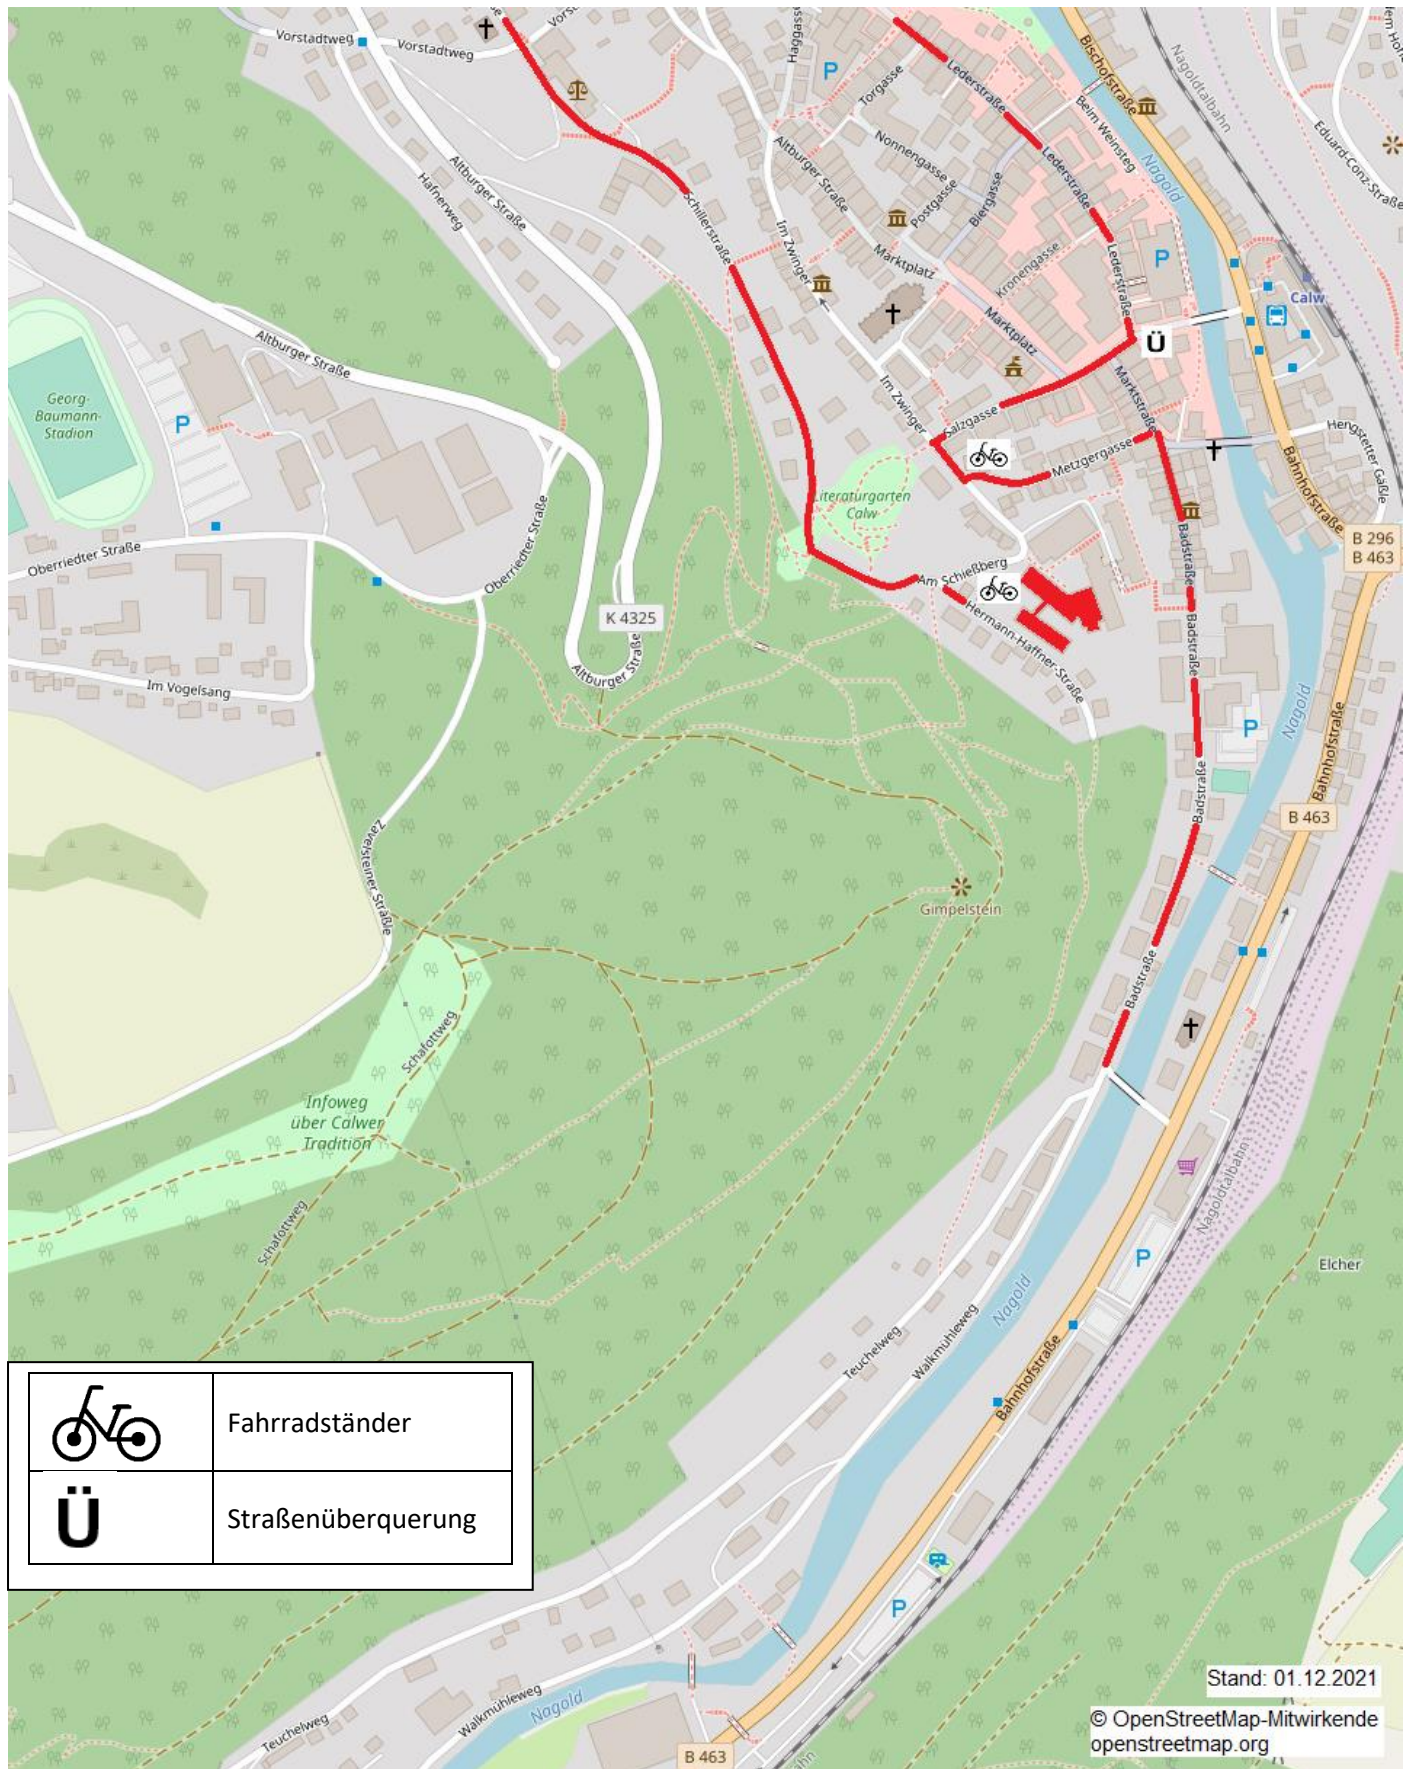 Vorstadtweg
Vorstadtweg
Haggasse
P
Torgasse
Lederstraße
Bischofstraße
Nagoldtalbahn
Beim Weinsteg
Nagold
Eduard-Conz-Straße
Altburger Straße
Hafnerweg
Schillerstraße
Im Zwinger
Altburger Straße
Nonnengasse
Postgasse
Biergasse
Lederstraße
Marktplatz
Kronengasse
Lederstraße
P
Calw
Altburger Straße
Marktplatz
Ü
Georg-
Baumann-
Stadion
P
Im Zwinger
Salzgasse
Marktstraße
Metzgergasse
Hengstetter Gäßle
Bahnhofstraße
Literaturgarten
Calw
B 296
B 463
Oberriedter Straße
Oberriedter Straße
Am Schießberg
Badstraße
K 4325
Hermann-Haffner-Straße
Badstraße
Altburger Straße
Im Vogelsang
P
Nagold
Bahnhofstraße
Badstraße
B 463
Zavelsteiner Sträßle
Gimpelstein
Badstraße
Schafottweg
Infoweg
über Calwer
Tradition
Schafottweg
Nagoldtalbahn
P
Elcher
Nagold
Teuchelweg
Walkmühleweg
Bahnhofstraße
Fahrradständer
Ü
Straßenüberquerung
P
Stand: 01.12.2021
Walkmühleweg
Nagold
Teuchelweg
B 463
© OpenStreetMap-Mitwirkende
openstreetmap.org